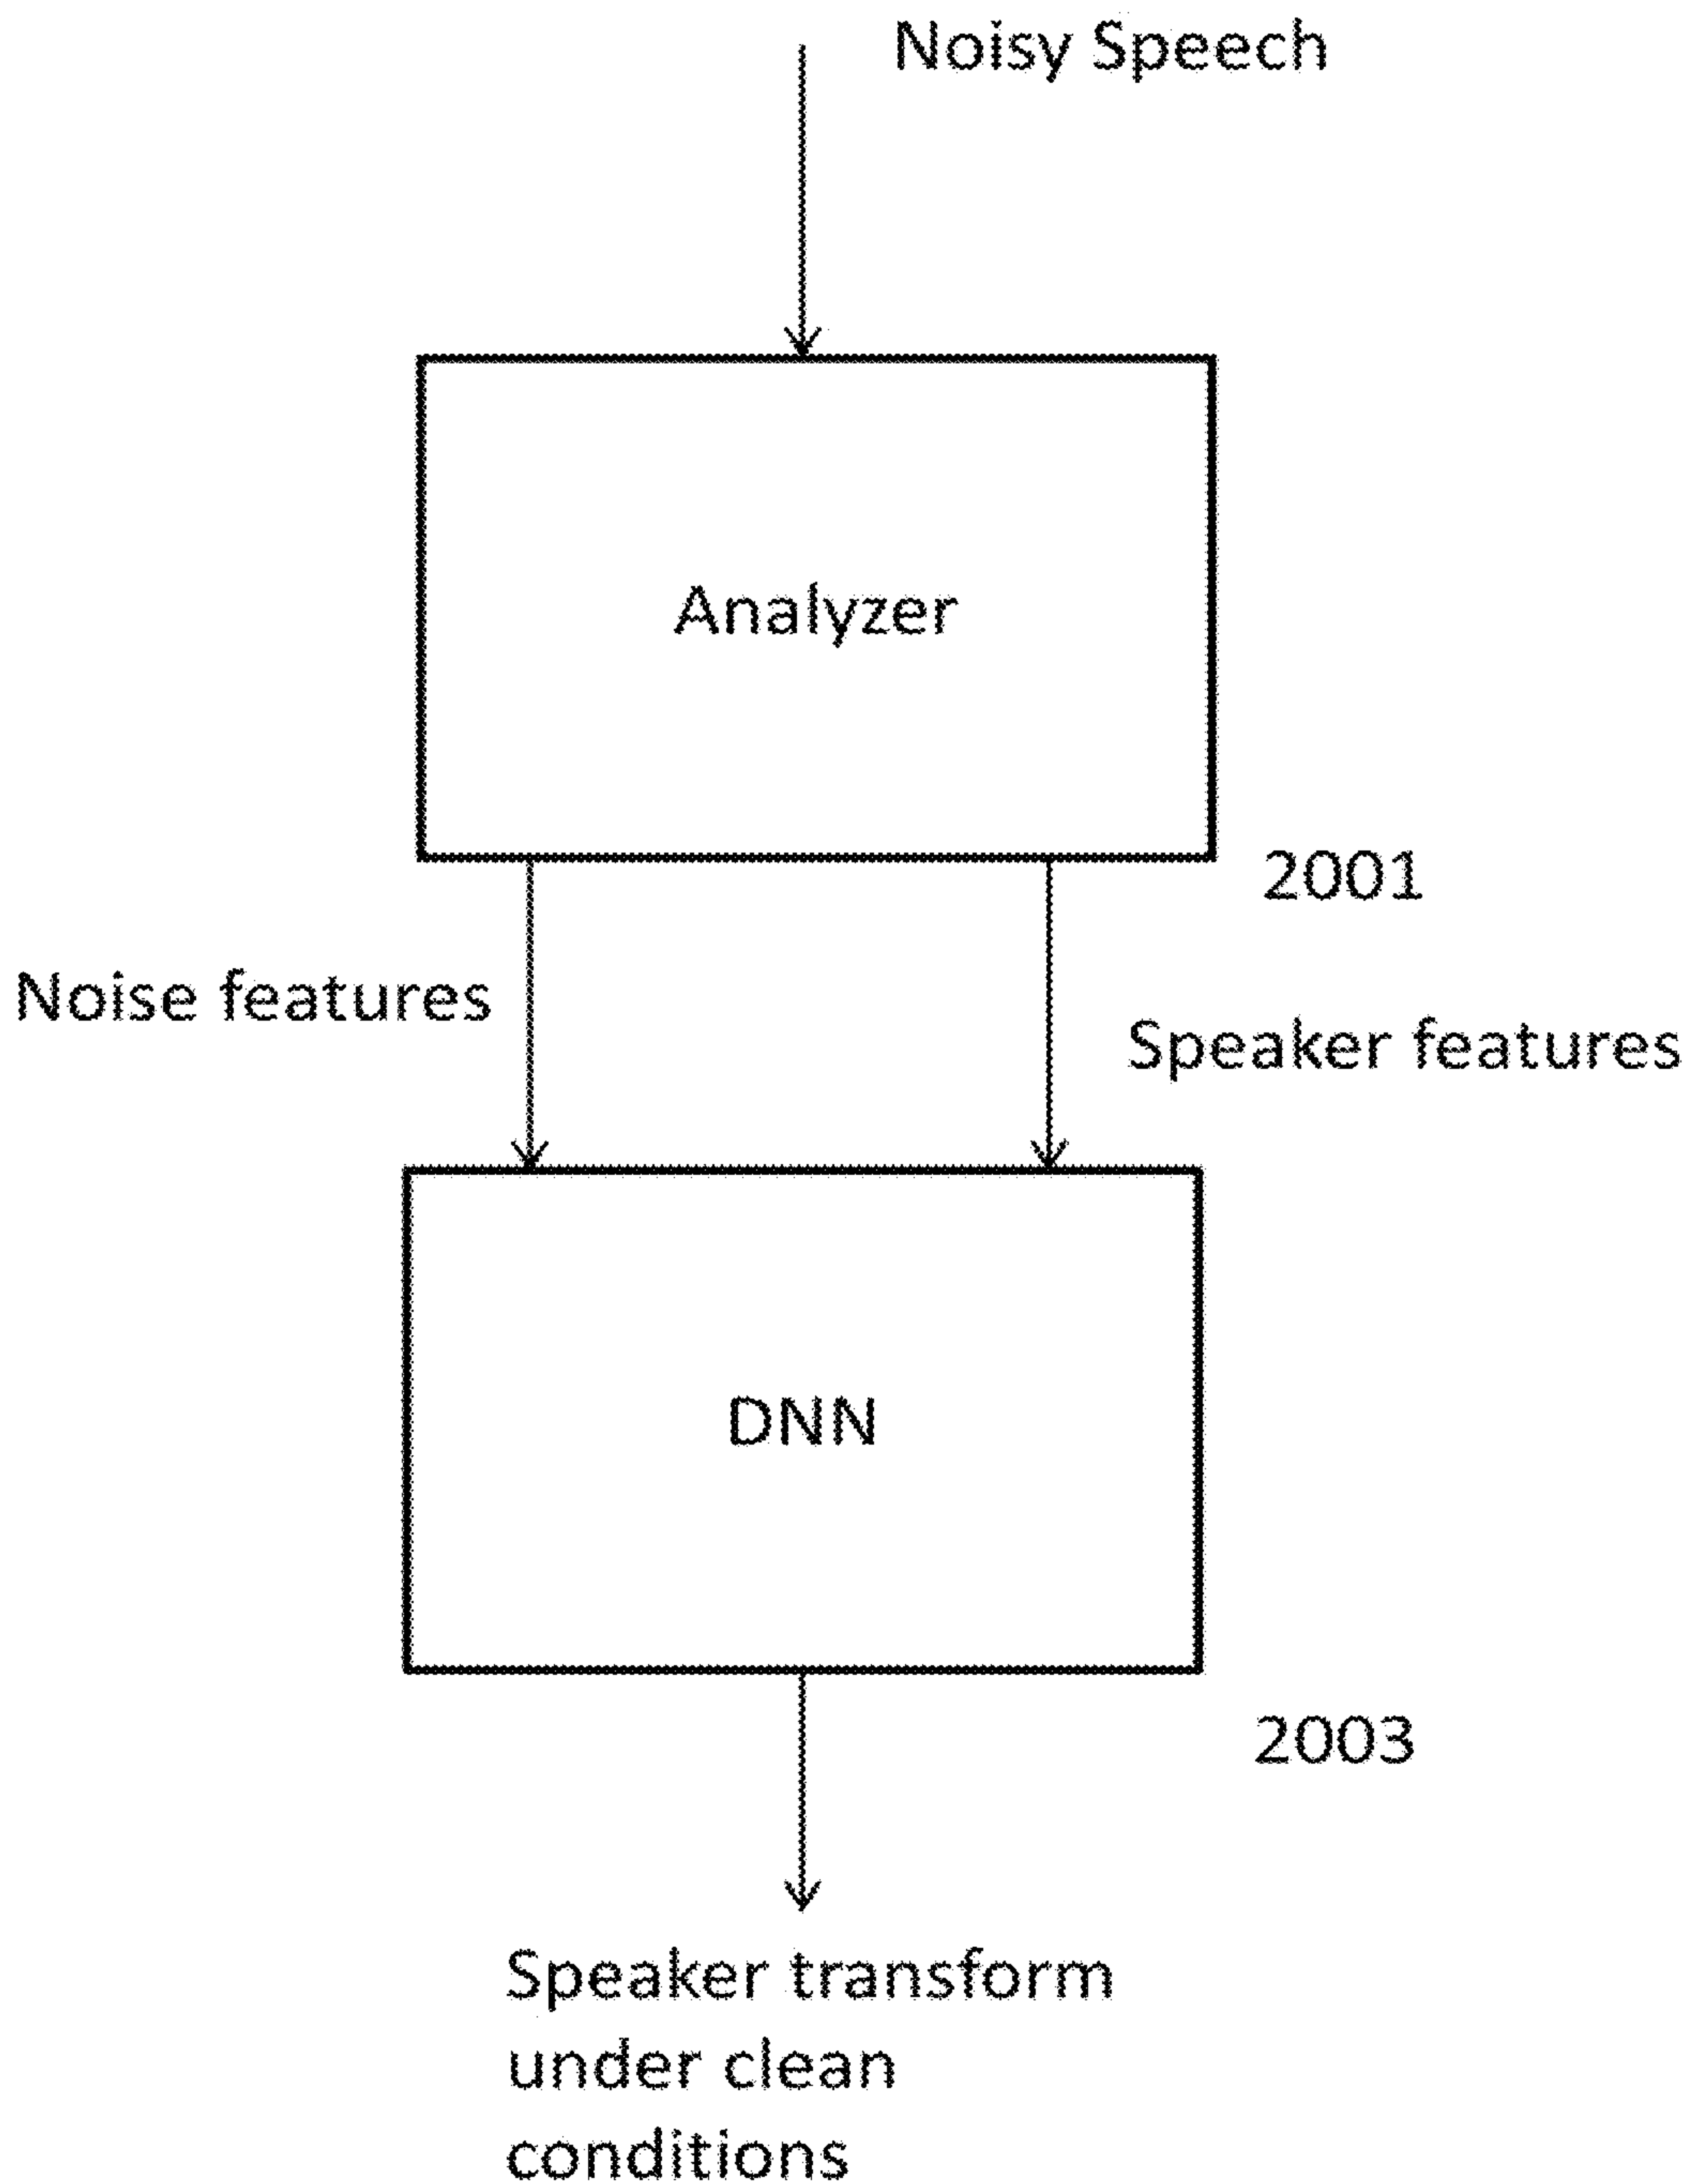 Noisy Speech
Analyzer
2001
Noise features
Speaker features
DNN
2003
Speaker transform
under clean
conditions